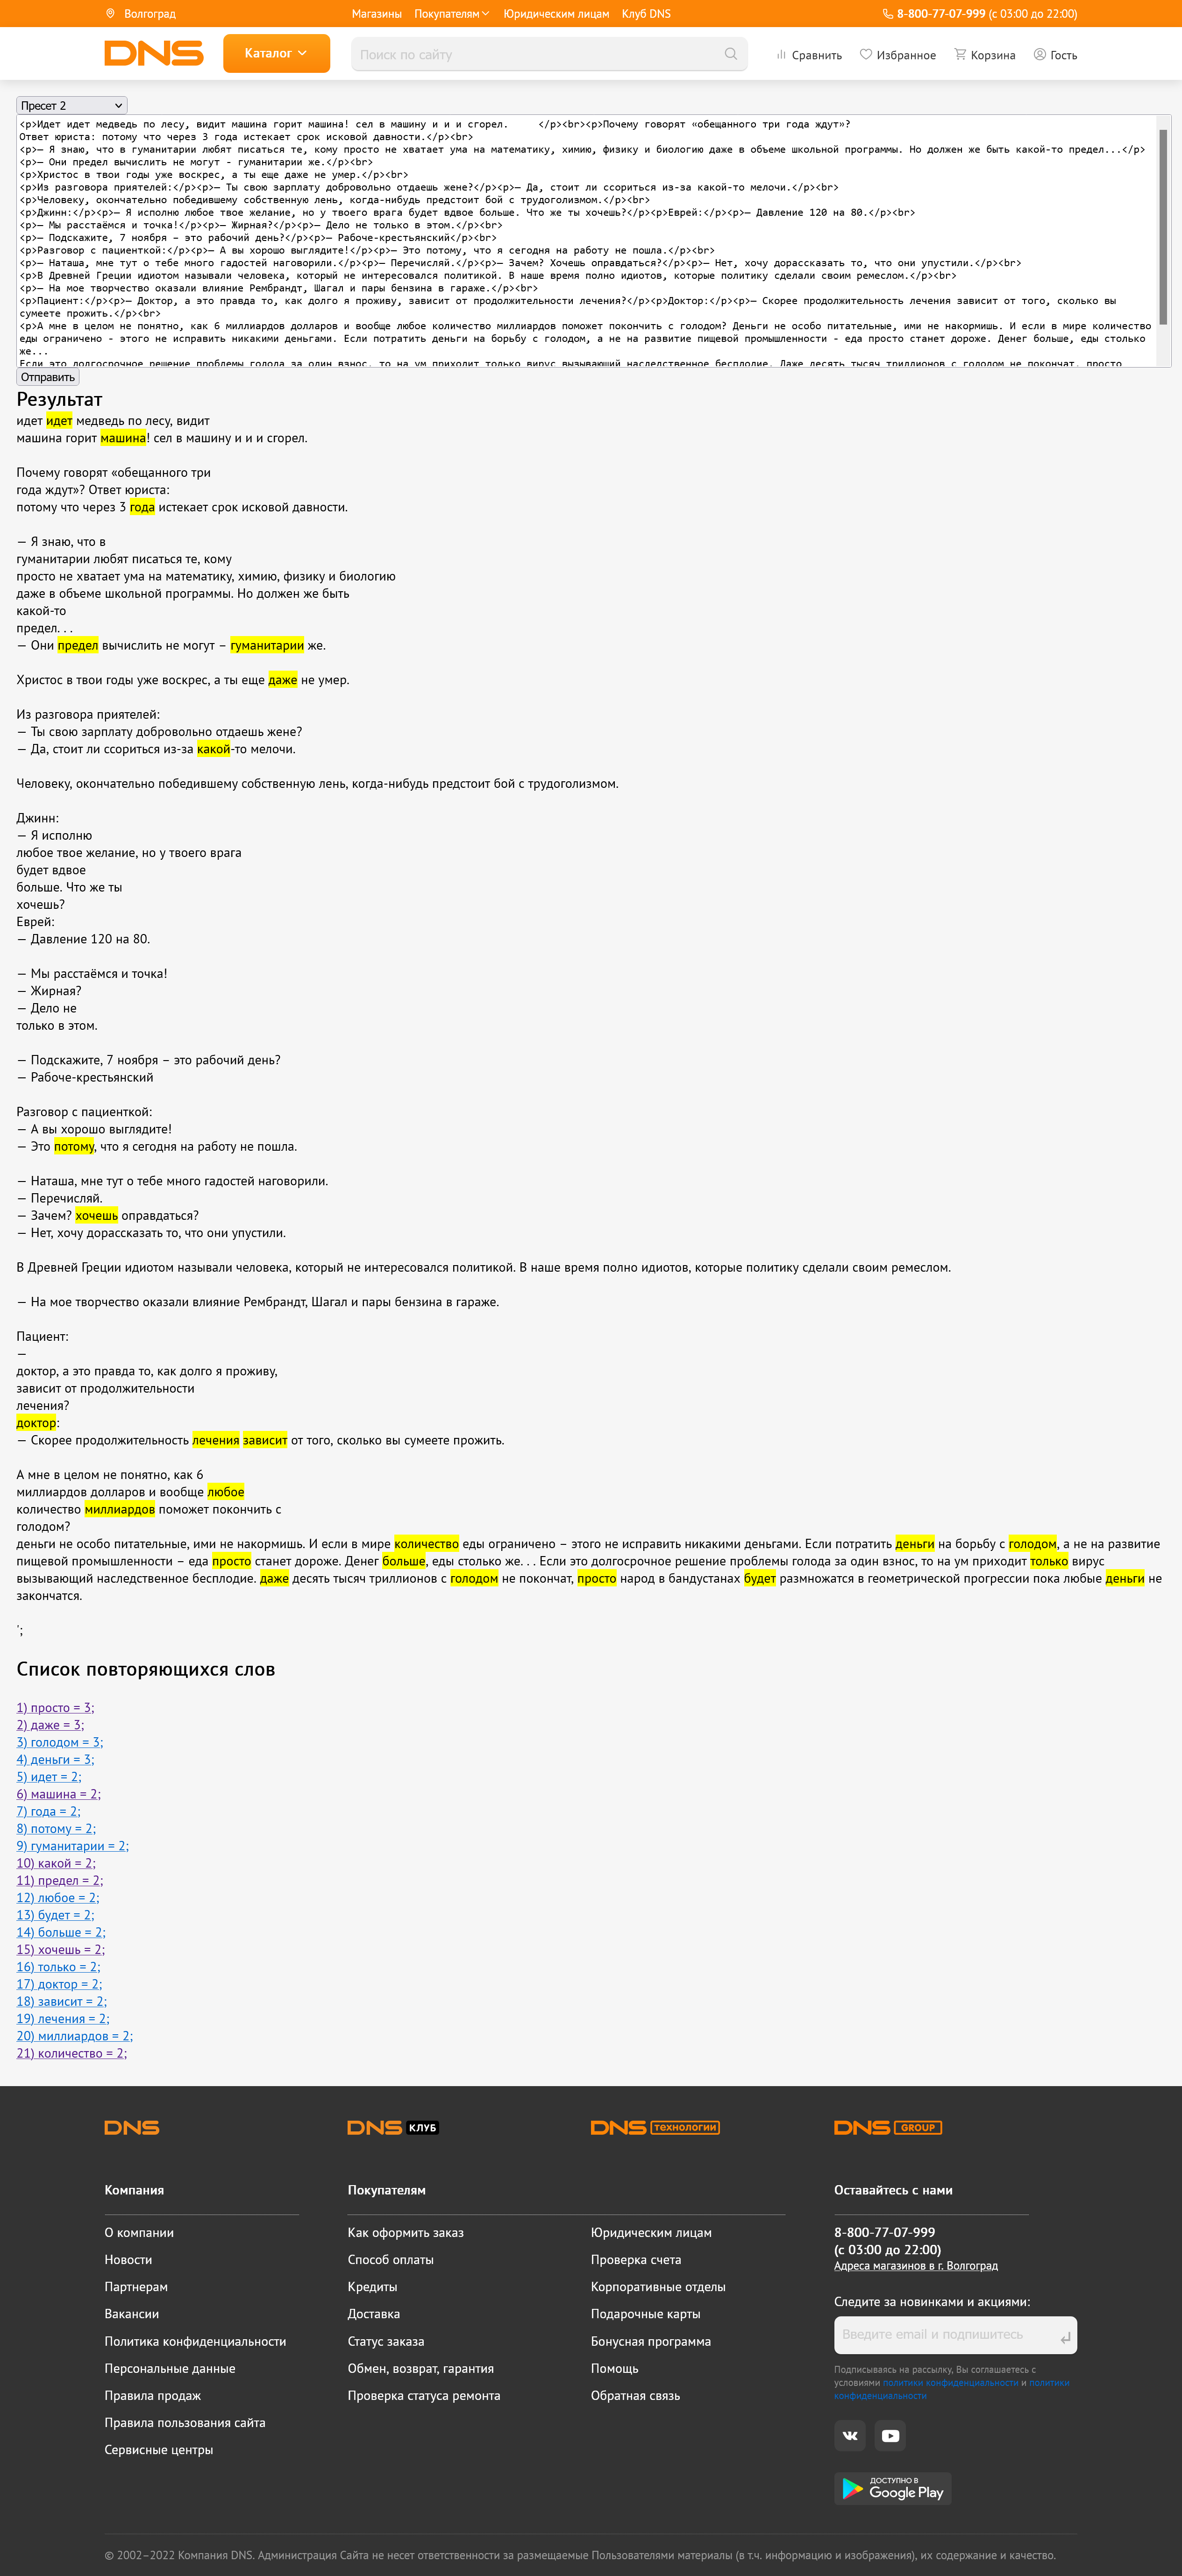 Волгоград
Магазины Покупателям Юридическим лицам Клуб DNS
8-800-77-07-999 (с 03:00 до 22:00)
DNS
Каталог
Поиск по сайту
Сравнить Избранное Корзина Гость
Пресет 2
<p>Идет идет медведь по лесу, видит машина горит машина! сел в машину и и и сгорел.     </p><br><p>Почему говорят «обещанного три года ждут»?
Ответ юриста: потому что через 3 года истекает срок исковой давности.</p><br>
<p>— Я знаю, что в гуманитарии любят писаться те, кому просто не хватает ума на математику, химию, физику и биологию даже в объеме школьной программы. Но должен же быть какой-то предел...</p>
<p>— Они предел вычислить не могут - гуманитарии же.</p><br>
<p>Христос в твои годы уже воскрес, а ты еще даже не умер.</p><br>
<p>Из разговора приятелей:</p><p>— Ты свою зарплату добровольно отдаешь жене?</p><p>— Да, стоит ли ссориться из-за какой-то мелочи.</p><br>
<p>Человеку, окончательно победившему собственную лень, когда-нибудь предстоит бой с трудоголизмом.</p><br>
<p>Джинн:</p><p>— Я исполню любое твое желание, но у твоего врага будет вдвое больше. Что же ты хочешь?</p><p>Еврей:</p><p>— Давление 120 на 80.</p><br>
<p>— Мы расстаёмся и точка!</p><p>— Жирная?</p><p>— Дело не только в этом.</p><br>
<p>— Подскажите, 7 ноября – это рабочий день?</p><p>— Рабоче-крестьянский</p><br>
<p>Разговор с пациенткой:</p><p>— А вы хорошо выглядите!</p><p>— Это потому, что я сегодня на работу не пошла.</p><br>
<p>— Наташа, мне тут о тебе много гадостей наговорили.</p><p>— Перечисляй.</p><p>— Зачем? Хочешь оправдаться?</p><p>— Нет, хочу дорассказать то, что они упустили.</p><br>
<p>В Древней Греции идиотом называли человека, который не интересовался политикой. В наше время полно идиотов, которые политику сделали своим ремеслом.</p><br>
<p>— На мое творчество оказали влияние Рембрандт, Шагал и пары бензина в гараже.</p><br>
<p>Пациент:</p><p>— Доктор, а это правда то, как долго я проживу, зависит от продолжительности лечения?</p><p>Доктор:</p><p>— Скорее продолжительность лечения зависит от того, сколько вы
сумеете прожить.</p><br>
<p>А мне в целом не понятно, как 6 миллиардов долларов и вообще любое количество миллиардов поможет покончить с голодом? Деньги не особо питательные, ими не накормишь. И если в мире количество
еды ограничено - этого не исправить никакими деньгами. Если потратить деньги на борьбу с голодом, а не на развитие пищевой промышленности - еда просто станет дороже. Денег больше, еды столько
же...
Если это долгосрочное решение проблемы голода за один взнос, то на ум приходит только вирус вызывающий наследственное бесплодие. Даже десять тысяч триллионов с голодом не покончат, просто
Отправить
Результат
идет идет медведь по лесу, видит
машина горит машина! сел в машину и и и сгорел.
Почему говорят «обещанного три
года ждут»? Ответ юриста:
потому что через 3 года истекает срок исковой давности.
— Я знаю, что в
гуманитарии любят писаться те, кому
просто не хватает ума на математику, химию, физику и биологию
даже в объеме школьной программы. Но должен же быть
какой-то
предел. . .
— Они предел вычислить не могут – гуманитарии же.
Христос в твои годы уже воскрес, а ты еще даже не умер.
Из разговора приятелей:
— Ты свою зарплату добровольно отдаешь жене?
— Да, стоит ли ссориться из-за какой-то мелочи.
Человеку, окончательно победившему собственную лень, когда-нибудь предстоит бой с трудоголизмом.
Джинн:
— Я исполню
любое твое желание, но у твоего врага
будет вдвое
больше. Что же ты
хочешь?
Еврей:
— Давление 120 на 80.
— Мы расстаёмся и точка!
— Жирная?
— Дело не
только в этом.
— Подскажите, 7 ноября – это рабочий день?
— Рабоче-крестьянский
Разговор с пациенткой:
— А вы хорошо выглядите!
— Это потому, что я сегодня на работу не пошла.
— Наташа, мне тут о тебе много гадостей наговорили.
— Перечисляй.
— Зачем? хочешь оправдаться?
— Нет, хочу дорассказать то, что они упустили.
В Древней Греции идиотом называли человека, который не интересовался политикой. В наше время полно идиотов, которые политику сделали своим ремеслом.
— На мое творчество оказали влияние Рембрандт, Шагал и пары бензина в гараже.
Пациент:
—
доктор, а это правда то, как долго я проживу,
зависит от продолжительности
лечения?
доктор:
— Скорее продолжительность лечения зависит от того, сколько вы сумеете прожить.
А мне в целом не понятно, как 6
миллиардов долларов и вообще любое
количество миллиардов поможет покончить с
голодом?
деньги не особо питательные, ими не накормишь. И если в мире количество еды ограничено – этого не исправить никакими деньгами. Если потратить деньги на борьбу с голодом, а не на развитие
пищевой промышленности – еда просто станет дороже. Денег больше, еды столько же. . . Если это долгосрочное решение проблемы голода за один взнос, то на ум приходит только вирус
вызывающий наследственное бесплодие. даже десять тысяч триллионов с голодом не покончат, просто народ в бандустанах будет размножатся в геометрической прогрессии пока любые деньги не
закончатся.
';
Список повторяющихся слов
1) просто = 3;
2) даже = 3;
3) голодом = 3;
4) деньги = 3;
5) идет = 2;
6) машина = 2;
7) года = 2;
8) потому = 2;
9) гуманитарии = 2;
10) какой = 2;
11) предел = 2;
12) любое = 2;
13) будет = 2;
14) больше = 2;
15) хочешь = 2;
16) только = 2;
17) доктор = 2;
18) зависит = 2;
19) лечения = 2;
20) миллиардов = 2;
21) количество = 2;
DNS DNS КЛУБ DNS технологии DNS GROUP
Компания
О компании
Новости
Партнерам
Вакансии
Политика конфиденциальности
Персональные данные
Правила продаж
Правила пользования сайта
Сервисные центры
Покупателям
Как оформить заказ
Способ оплаты
Кредиты
Доставка
Статус заказа
Обмен, возврат, гарантия
Проверка статуса ремонта
Юридическим лицам
Проверка счета
Корпоративные отделы
Подарочные карты
Бонусная программа
Помощь
Обратная связь
Оставайтесь с нами
8-800-77-07-999
(с 03:00 до 22:00)
Адреса магазинов в г. Волгоград
Следите за новинками и акциями:
Введите email и подпишитесь
Подписываясь на рассылку, Вы соглашаетесь с
условиями политики конфиденциальности и политики
конфиденциальности
ДОСТУПНО В
Google Play
© 2002–2022 Компания DNS. Администрация Сайта не несет ответственности за размещаемые Пользователями материалы (в т.ч. информацию и изображения), их содержание и качество.